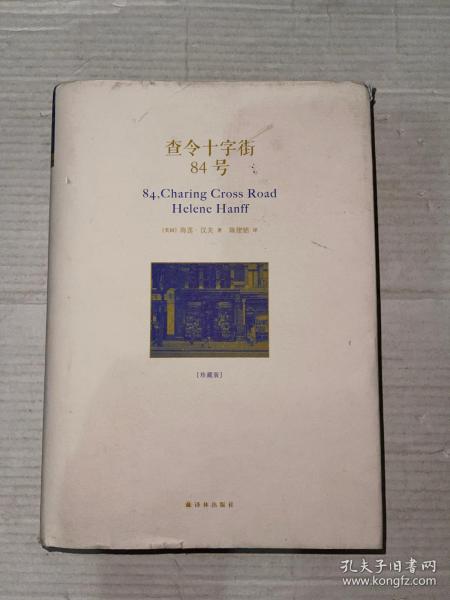 查令十字街
84号
84,Charing Cross Road
Helene Hanff
〔美国〕海莲·汉芙 著 陈建铭 译
[珍藏版]
译林出版社
孔夫子旧书网
www.kongfz.com